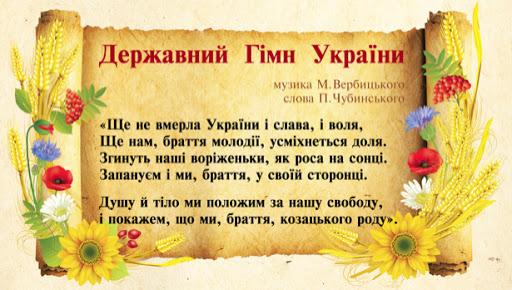 Державний Гімн України
музика М.Вербицького
слова П.Чубинського
«Ще не вмерла України і слава, і воля,
Ще нам, браття молодії, усміхнеться доля.
Згинуть наші воріженьки, як роса на сонці.
Запануєм і ми, браття, у своїй сторонці.
Душу й тіло ми положим за нашу свободу,
і покажем, що ми, браття, козацького роду».